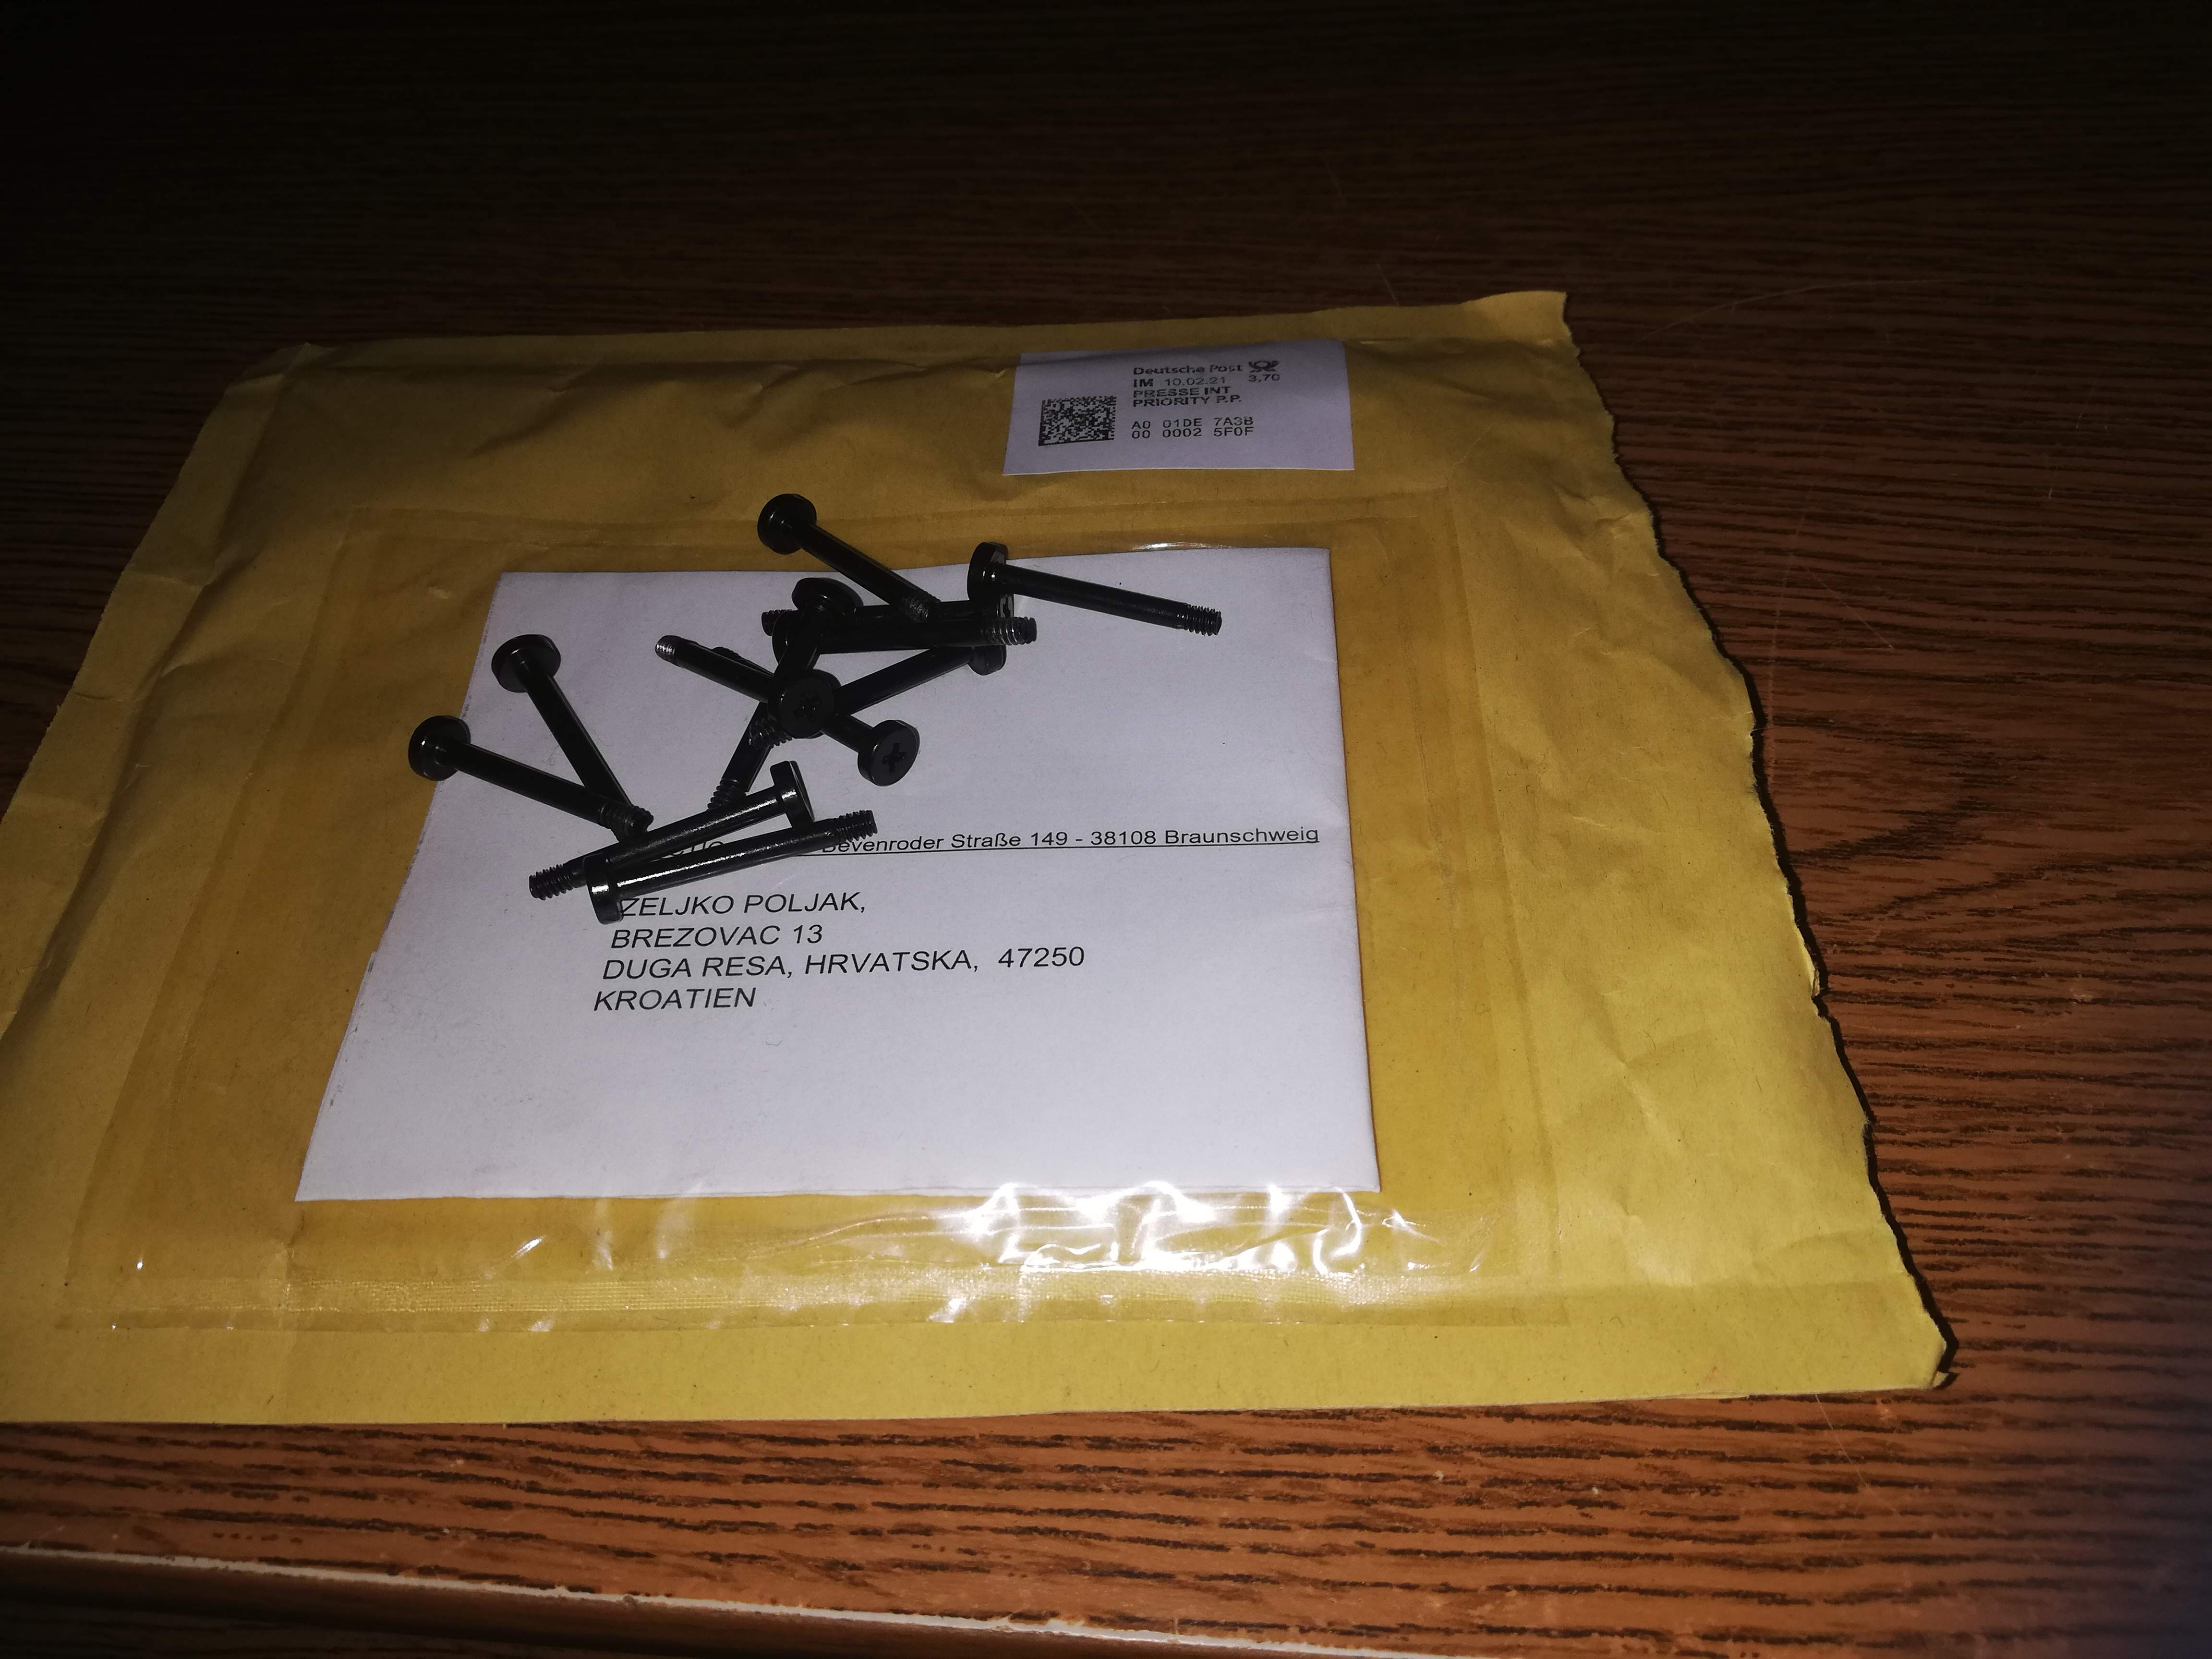 Deutsche Post
IM 10.02.21 3,70
PRESSE INT
PRIORITY P.P.
A0 01DE 7A3B
00 0002 5F0F
Bevenroder Straße 149 - 38108 Braunschweig
ZELJKO POLJAK,
BREZOVAC 13
DUGA RESA, HRVATSKA, 47250
KROATIEN